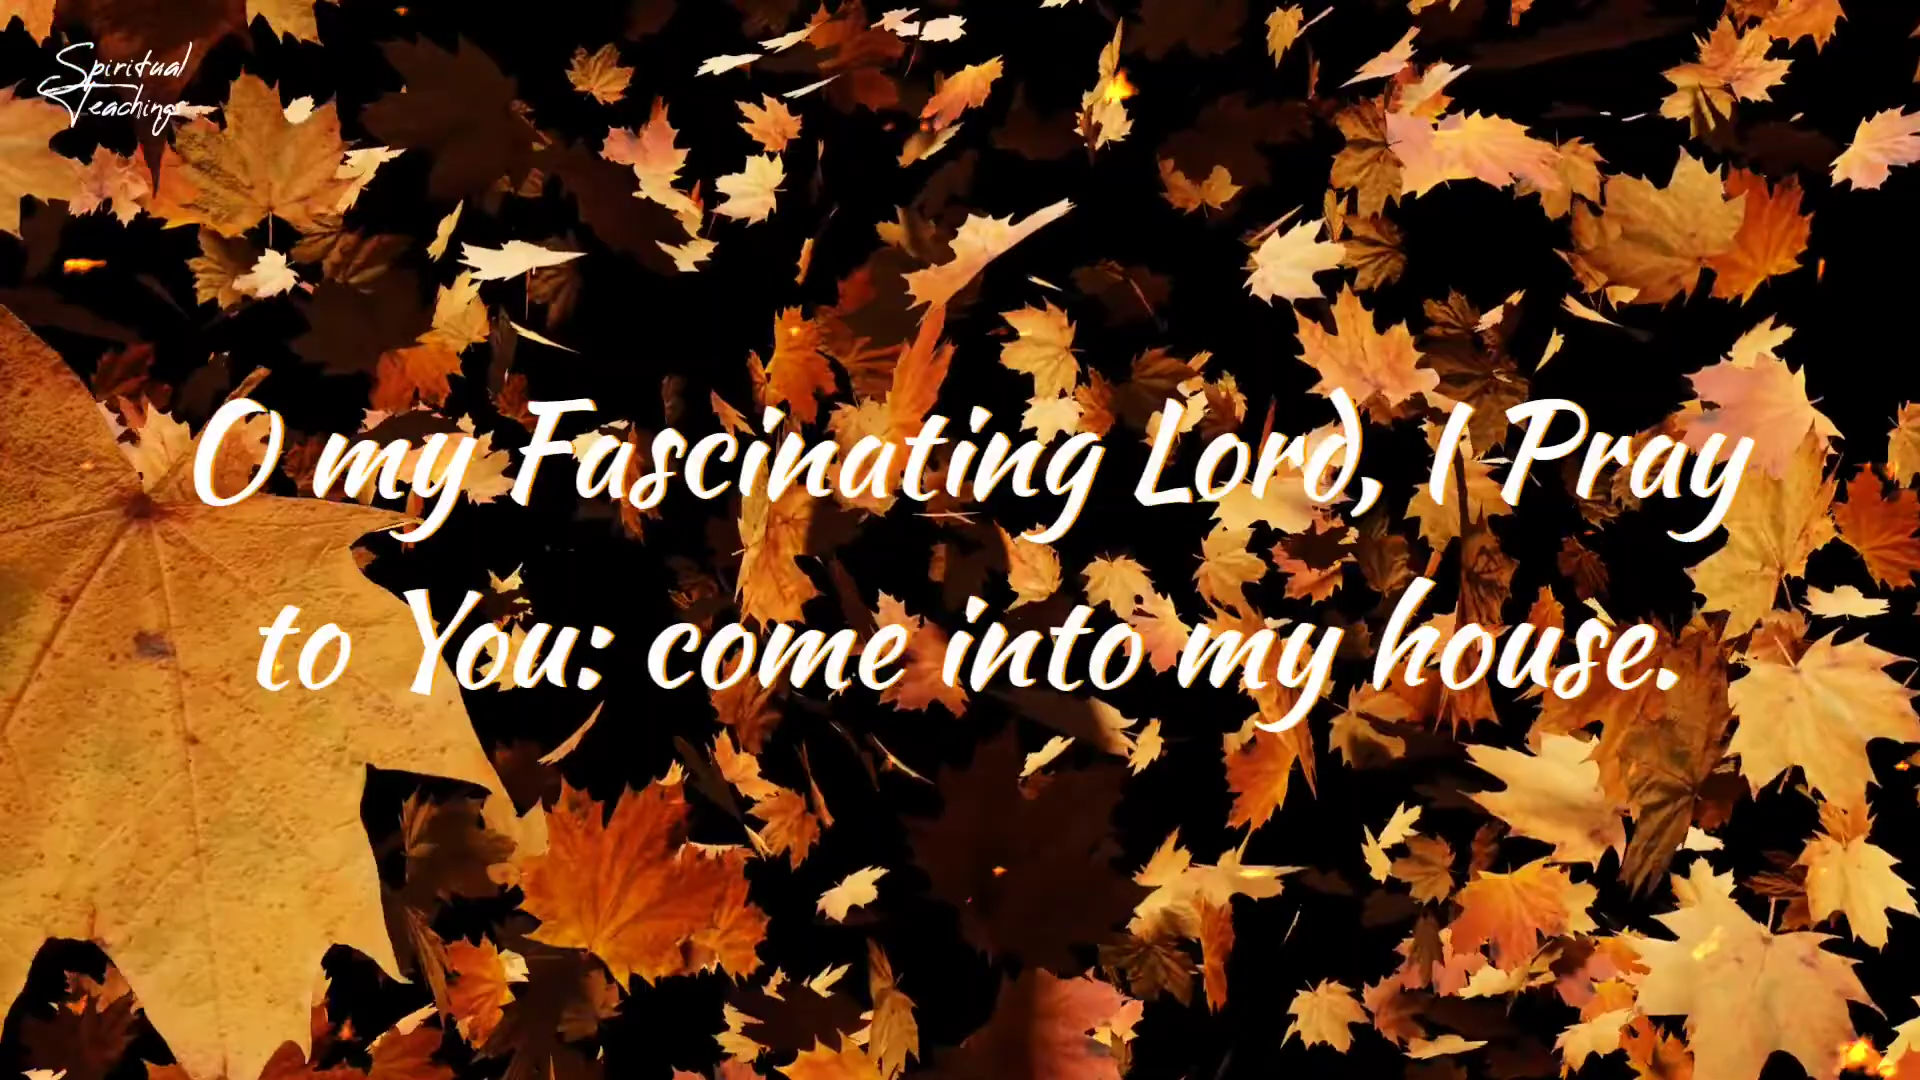 Spiritual
Teachings
O my Fascinating Lord, I Pray
to You: come into my house.